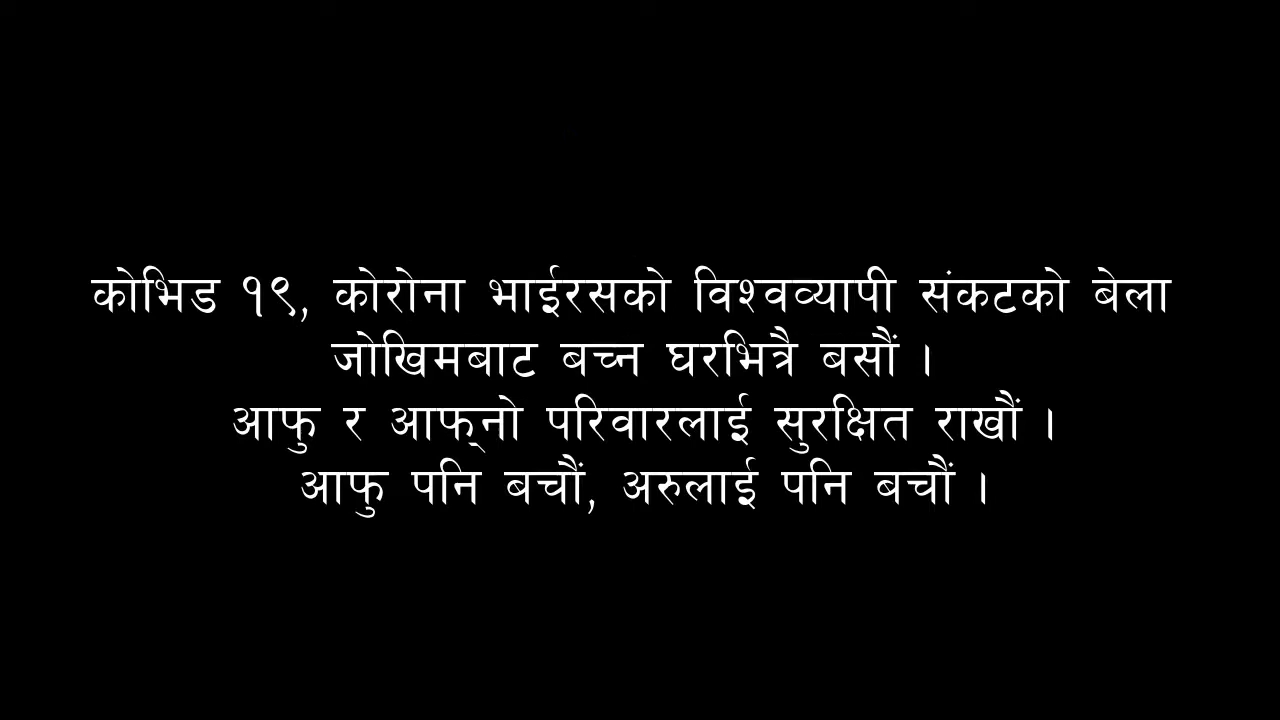 कोभिड १९, कोरोना भाईरसको विश्वव्यापी संकटको बेला
जोखिमबाट बच्न घरभित्रै बसौं ।
आफु र आफ्नो परिवारलाई सुरक्षित राखौं ।
आफु पनि बचौं, अरुलाई पनि बचौं ।